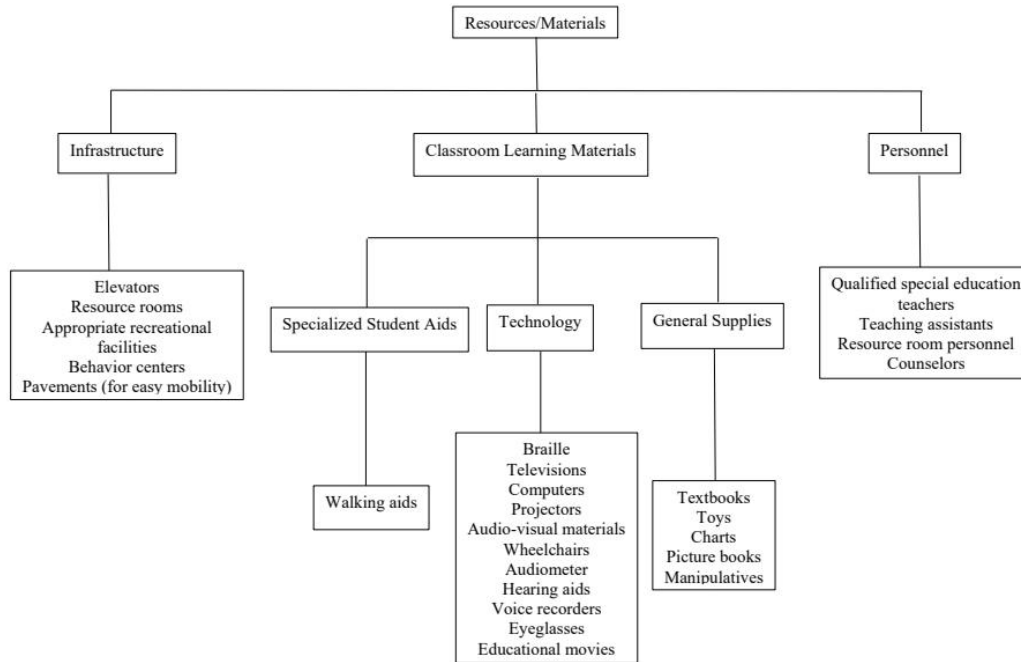 Resources/Materials
Infrastructure
Classroom Learning Materials
Personnel
Elevators
Resource rooms
Appropriate recreational
facilities
Behavior centers
Pavements (for easy mobility)
Specialized Student Aids
Technology
General Supplies
Qualified special education
teachers
Teaching assistants
Resource room personnel
Counselors
Walking aids
Braille
Televisions
Computers
Projectors
Audio-visual materials
Wheelchairs
Audiometer
Hearing aids
Voice recorders
Eyeglasses
Educational movies
Textbooks
Toys
Charts
Picture books
Manipulatives